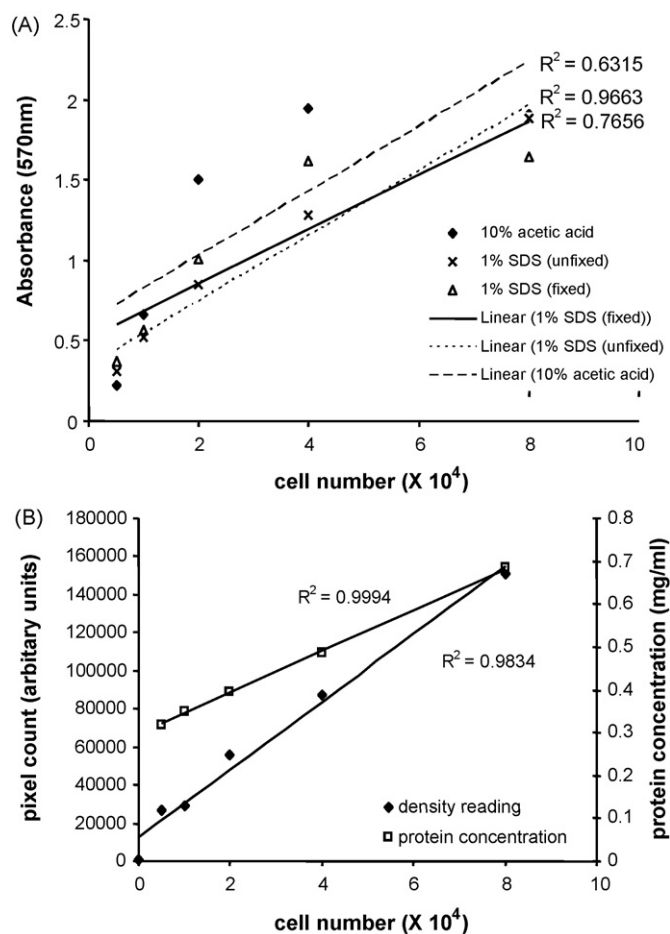 (A)
2.5
2
1.5
1
0.5
0
Absorbance (570nm)
R² = 0.6315
R² = 0.9663
R² = 0.7656
10% acetic acid
1% SDS (unfixed)
1% SDS (fixed)
Linear (1% SDS (fixed))
Linear (1% SDS (unfixed)
Linear (10% acetic acid)
0 2 4 6 8 10
cell number (X 10⁴)
(B)
180000
160000
140000
120000
100000
80000
60000
40000
20000
0
pixel count (arbitary units)
R² = 0.9994
R² = 0.9834
density reading
protein concentration
0.8
0.7
0.6
0.5
0.4
0.3
0.2
0.1
0
protein concentration (mg/ml)
0 2 4 6 8 10
cell number (X 10⁴)